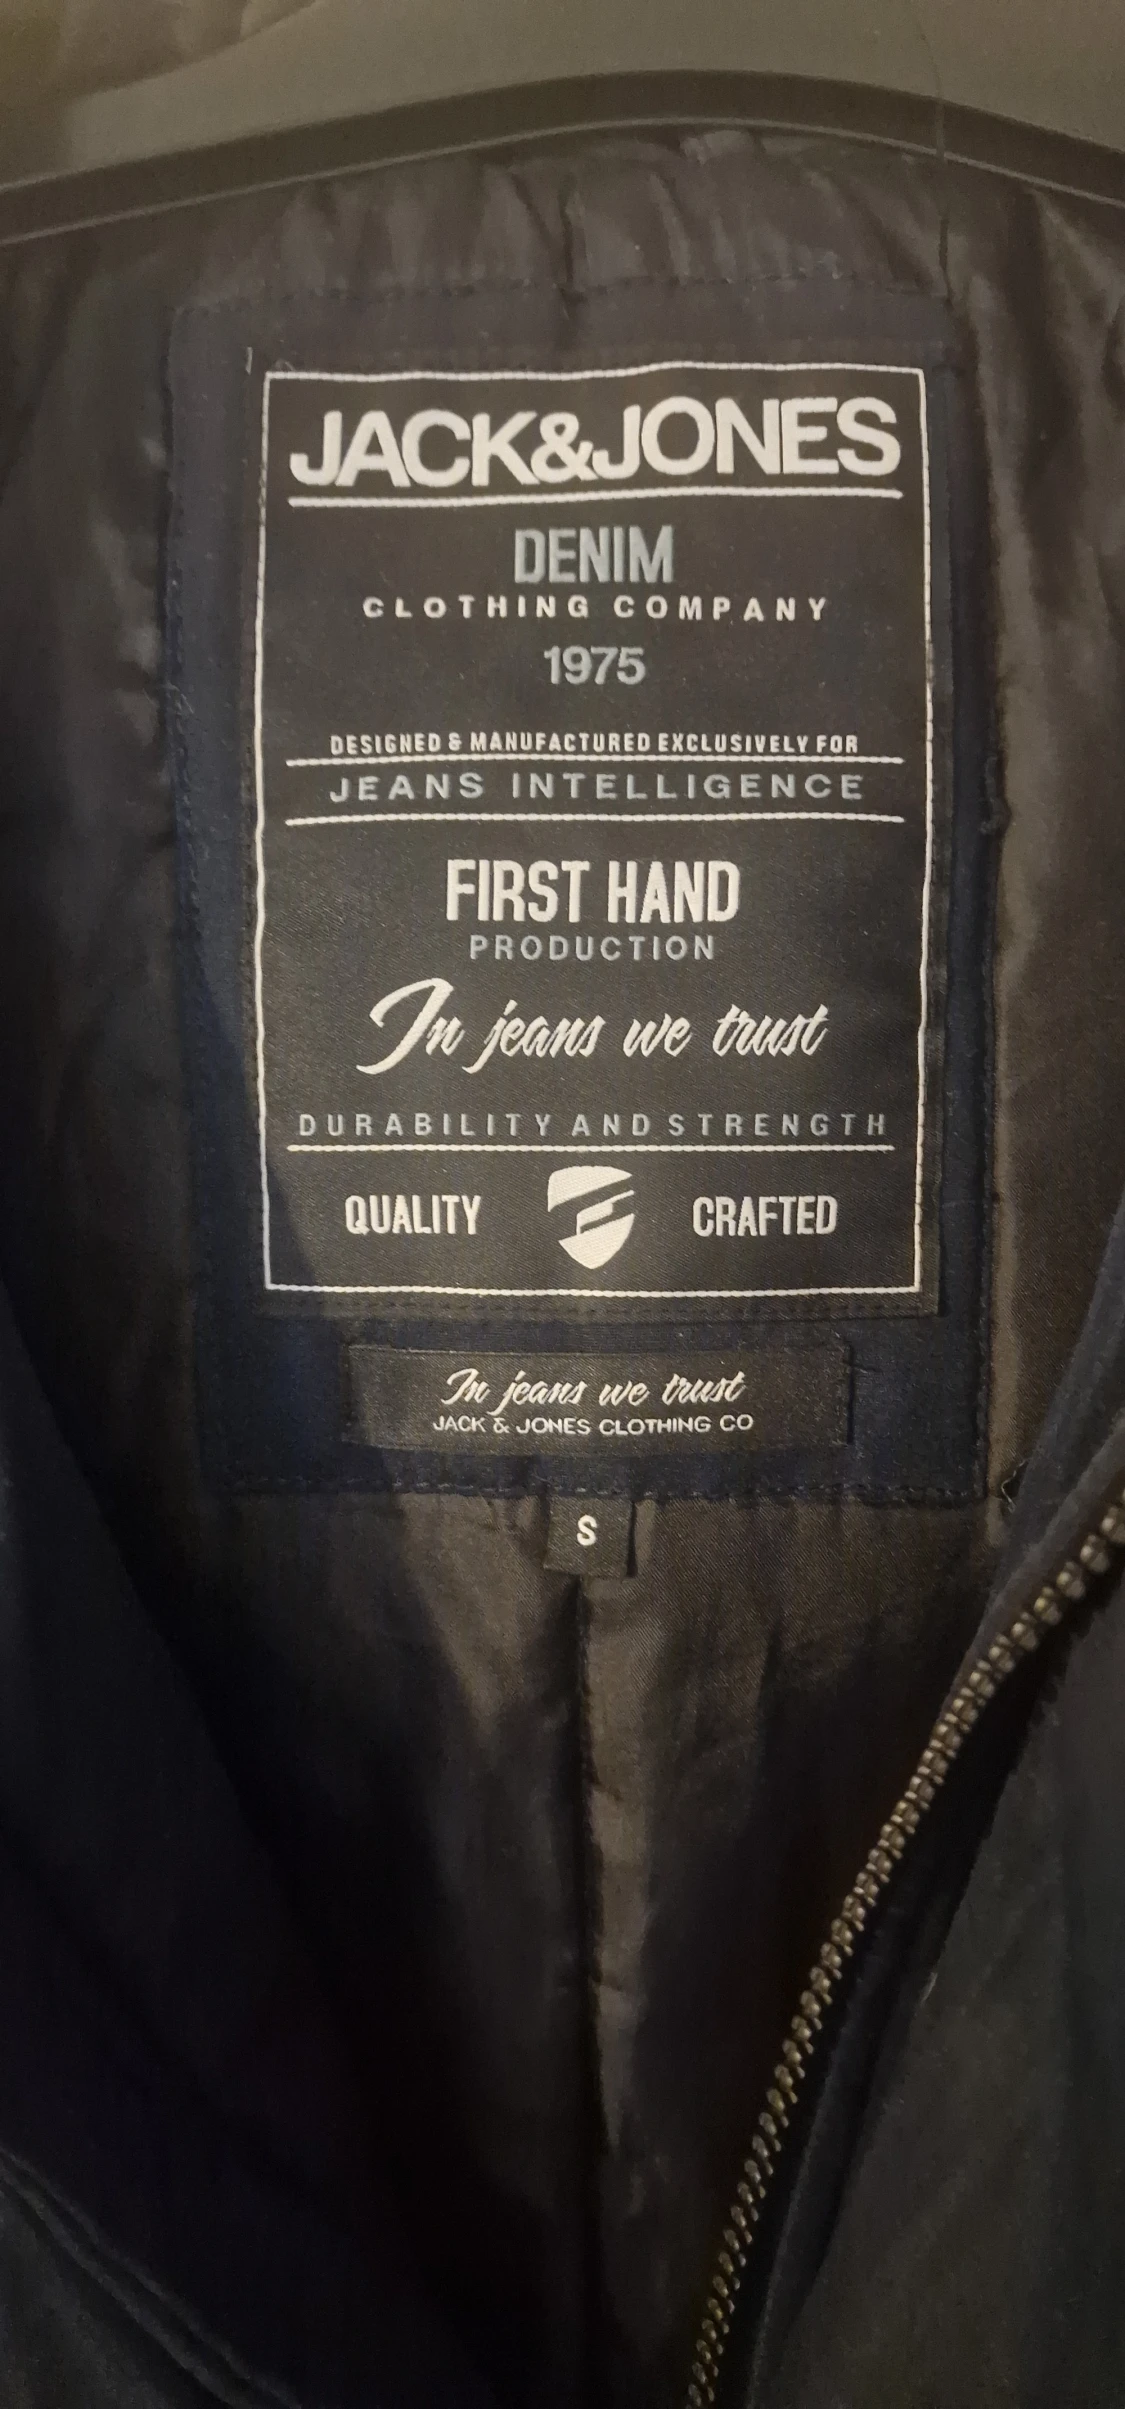 JACK&JONES
DENIM
CLOTHING COMPANY
1975
DESIGNED & MANUFACTURED EXCLUSIVELY FOR
JEANS INTELLIGENCE
FIRST HAND
PRODUCTION
In jeans we trust
DURABILITY AND STRENGTH
QUALITY CRAFTED
In jeans we trust
JACK & JONES CLOTHING CO
S